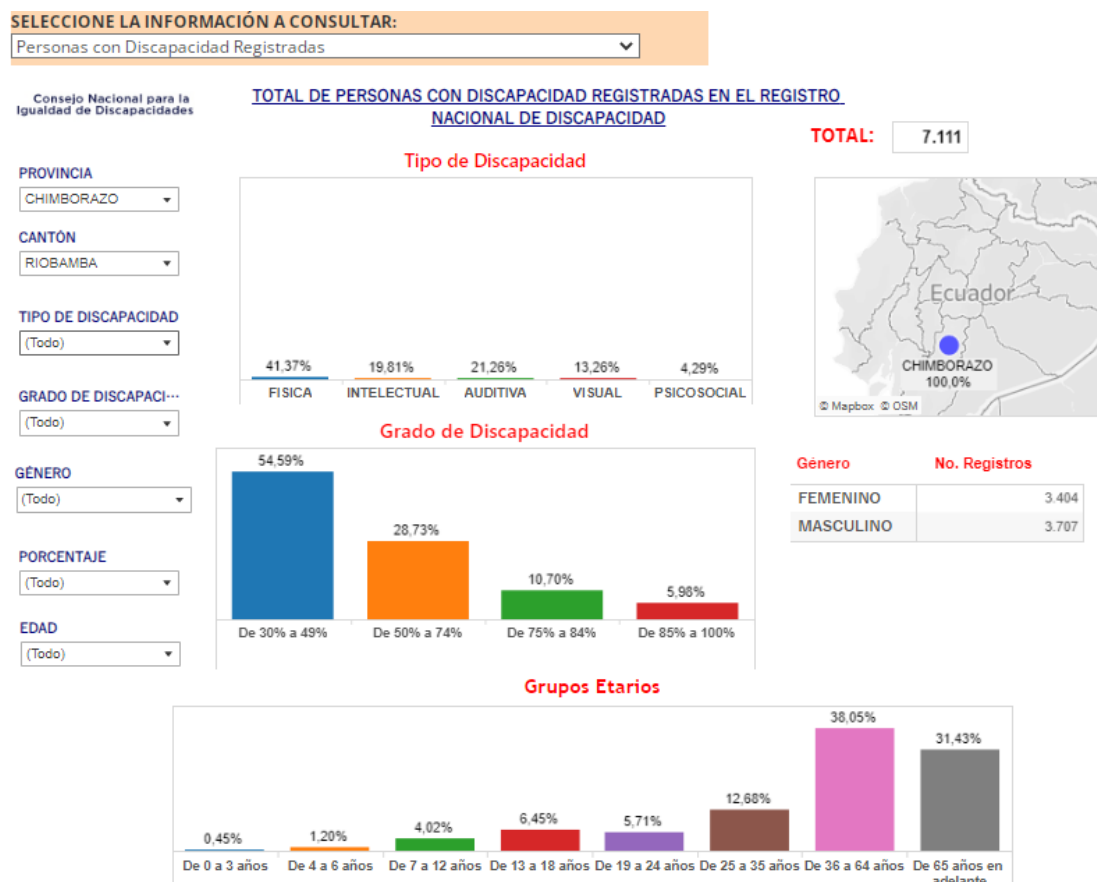 SELECCIONE LA INFORMACIÓN A CONSULTAR:
Personas con Discapacidad Registradas
Consejo Nacional para la
Igualdad de Discapacidades
TOTAL DE PERSONAS CON DISCAPACIDAD REGISTRADAS EN EL REGISTRO
NACIONAL DE DISCAPACIDAD
TOTAL: 7.111
PROVINCIA
CHIMBORAZO
CANTÓN
RIOBAMBA
TIPO DE DISCAPACIDAD
(Todo)
GRADO DE DISCAPACI...
(Todo)
GÉNERO
(Todo)
PORCENTAJE
(Todo)
EDAD
(Todo)
Tipo de Discapacidad
41,37% 19,81% 21,26% 13,26% 4,29%
FISICA INTELECTUAL AUDITIVA VISUAL PSICOSOCIAL
Ecuador
CHIMBORAZO
100,0%
© Mapbox © OSM
Grado de Discapacidad
54,59%
28,73%
10,70%
5,98%
De 30% a 49% De 50% a 74% De 75% a 84% De 85% a 100%
Género No. Registros
FEMENINO 3.404
MASCULINO 3.707
Grupos Etarios
0,45% 1,20% 4,02% 6,45% 5,71% 12,68% 38,05% 31,43%
De 0 a 3 años De 4 a 6 años De 7 a 12 años De 13 a 18 años De 19 a 24 años De 25 a 35 años De 36 a 64 años De 65 años en
adelante